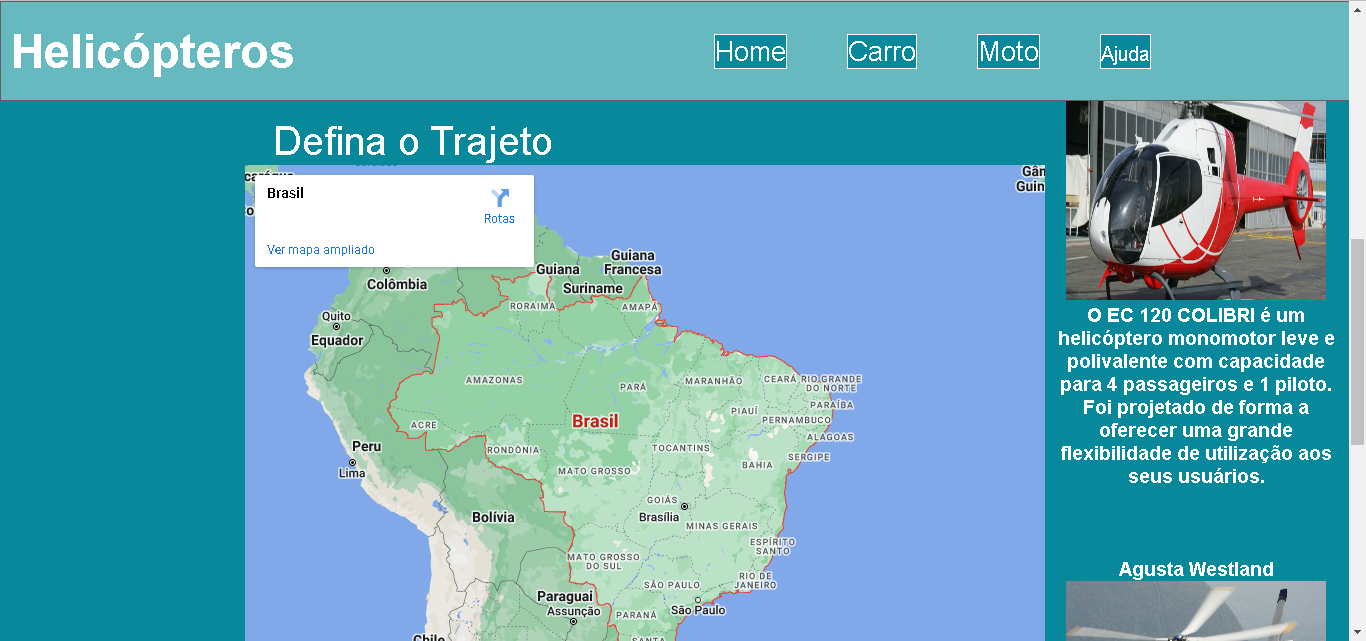 Helicópteros
Home
Carro
Moto
Ajuda
Defina o Trajeto
Brasil
Rotas
Ver mapa ampliado
Gân
Guin
Guiana
Guiana
Francesa
Suriname
Colômbia
RORAIMA
AMAPÁ
Quito
Equador
AMAZONAS
PARÁ
MARANHÃO
CEARÁ
RIO GRANDE
DO NORTE
PARAÍBA
PIAUÍ
PERNAMBUCO
ACRE
Brasil
ALAGOAS
Peru
RONDÔNIA
TOCANTINS
SERGIPE
Lima
MATO GROSSO
BAHIA
GOIÁS
Brasília
Bolívia
MINAS GERAIS
ESPÍRITO
SANTO
MATO GROSSO
DO SUL
RIO DE
JANEIRO
SÃO PAULO
Paraguai
Assunção
São Paulo
PARANÁ
Chile
SANTA
O EC 120 COLIBRI é um
helicóptero monomotor leve e
polivalente com capacidade
para 4 passageiros e 1 piloto.
Foi projetado de forma a
oferecer uma grande
flexibilidade de utilização aos
seus usuários.
Agusta Westland